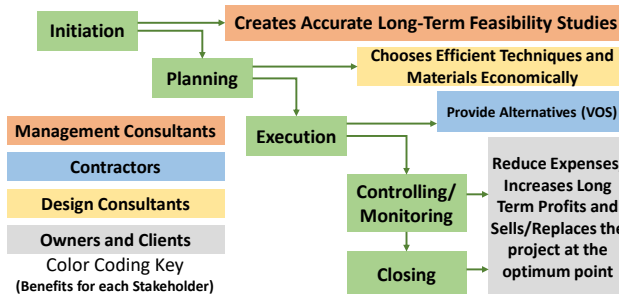 Initiation
Creates Accurate Long-Term Feasibility Studies
Planning
Chooses Efficient Techniques and
Materials Economically
Execution
Provide Alternatives (VOS)
Management Consultants
Contractors
Design Consultants
Owners and Clients
Color Coding Key
(Benefits for each Stakeholder)
Controlling/
Monitoring
Closing
Reduce Expenses
Increases Long
Term Profits and
Sells/Replaces the
project at the
optimum point